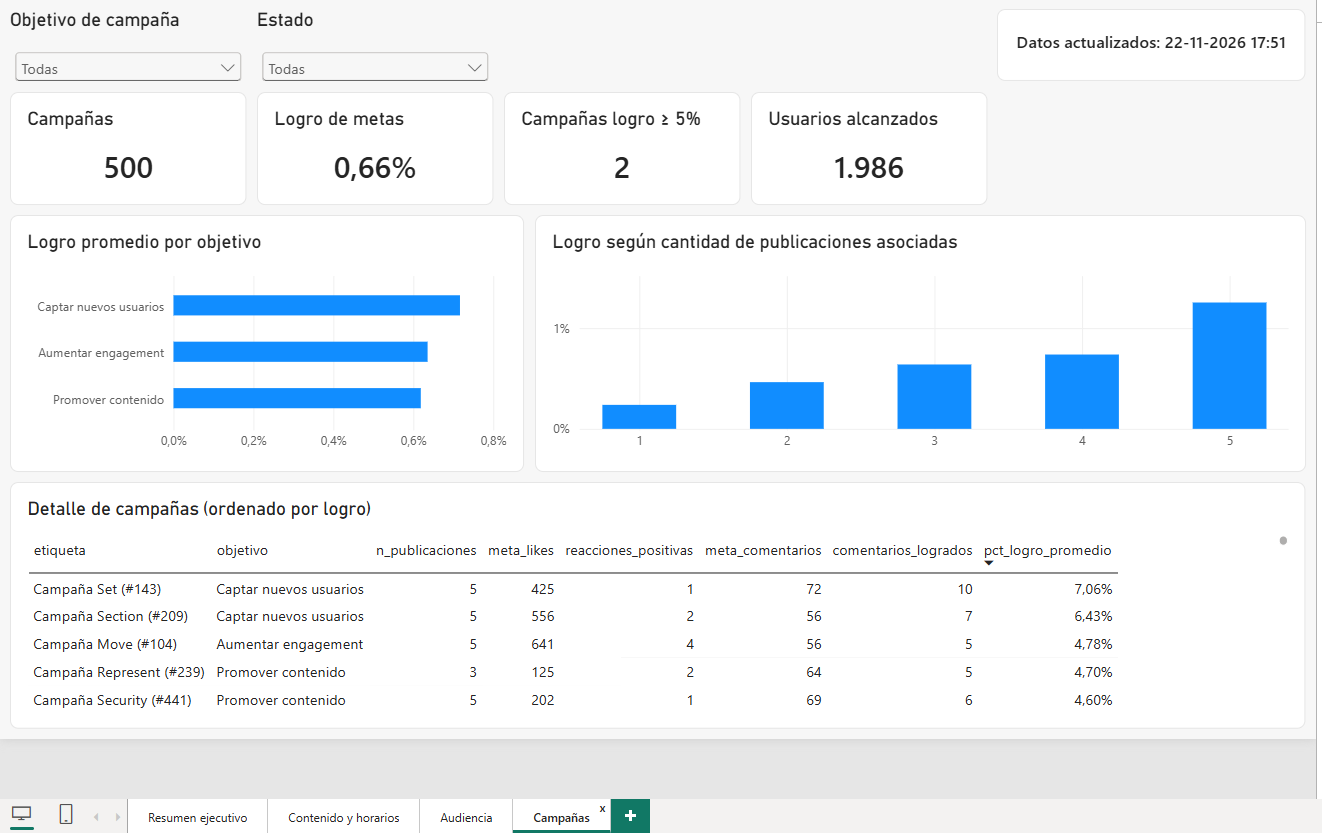 Objetivo de campaña
Estado
Datos actualizados: 22-11-2026 17:51
Todas
Todas
Campañas
Logro de metas
Campañas logro ≥ 5%
Usuarios alcanzados
500
0,66%
2
1.986
Logro promedio por objetivo
Captar nuevos usuarios
Aumentar engagement
Promover contenido
0,0% 0,2% 0,4% 0,6% 0,8%
Logro según cantidad de publicaciones asociadas
1%
0%
1 2 3 4 5
Detalle de campañas (ordenado por logro)
etiqueta objetivo n_publicaciones meta_likes reacciones_positivas meta_comentarios comentarios_logrados pct_logro_promedio
Campaña Set (#143) Captar nuevos usuarios 5 425 1 72 10 7,06%
Campaña Section (#209) Captar nuevos usuarios 5 556 2 56 7 6,43%
Campaña Move (#104) Aumentar engagement 5 641 4 56 5 4,78%
Campaña Represent (#239) Promover contenido 3 125 2 64 5 4,70%
Campaña Security (#441) Promover contenido 5 202 1 69 6 4,60%
Resumen ejecutivo
Contenido y horarios
Audiencia
Campañas
x
+